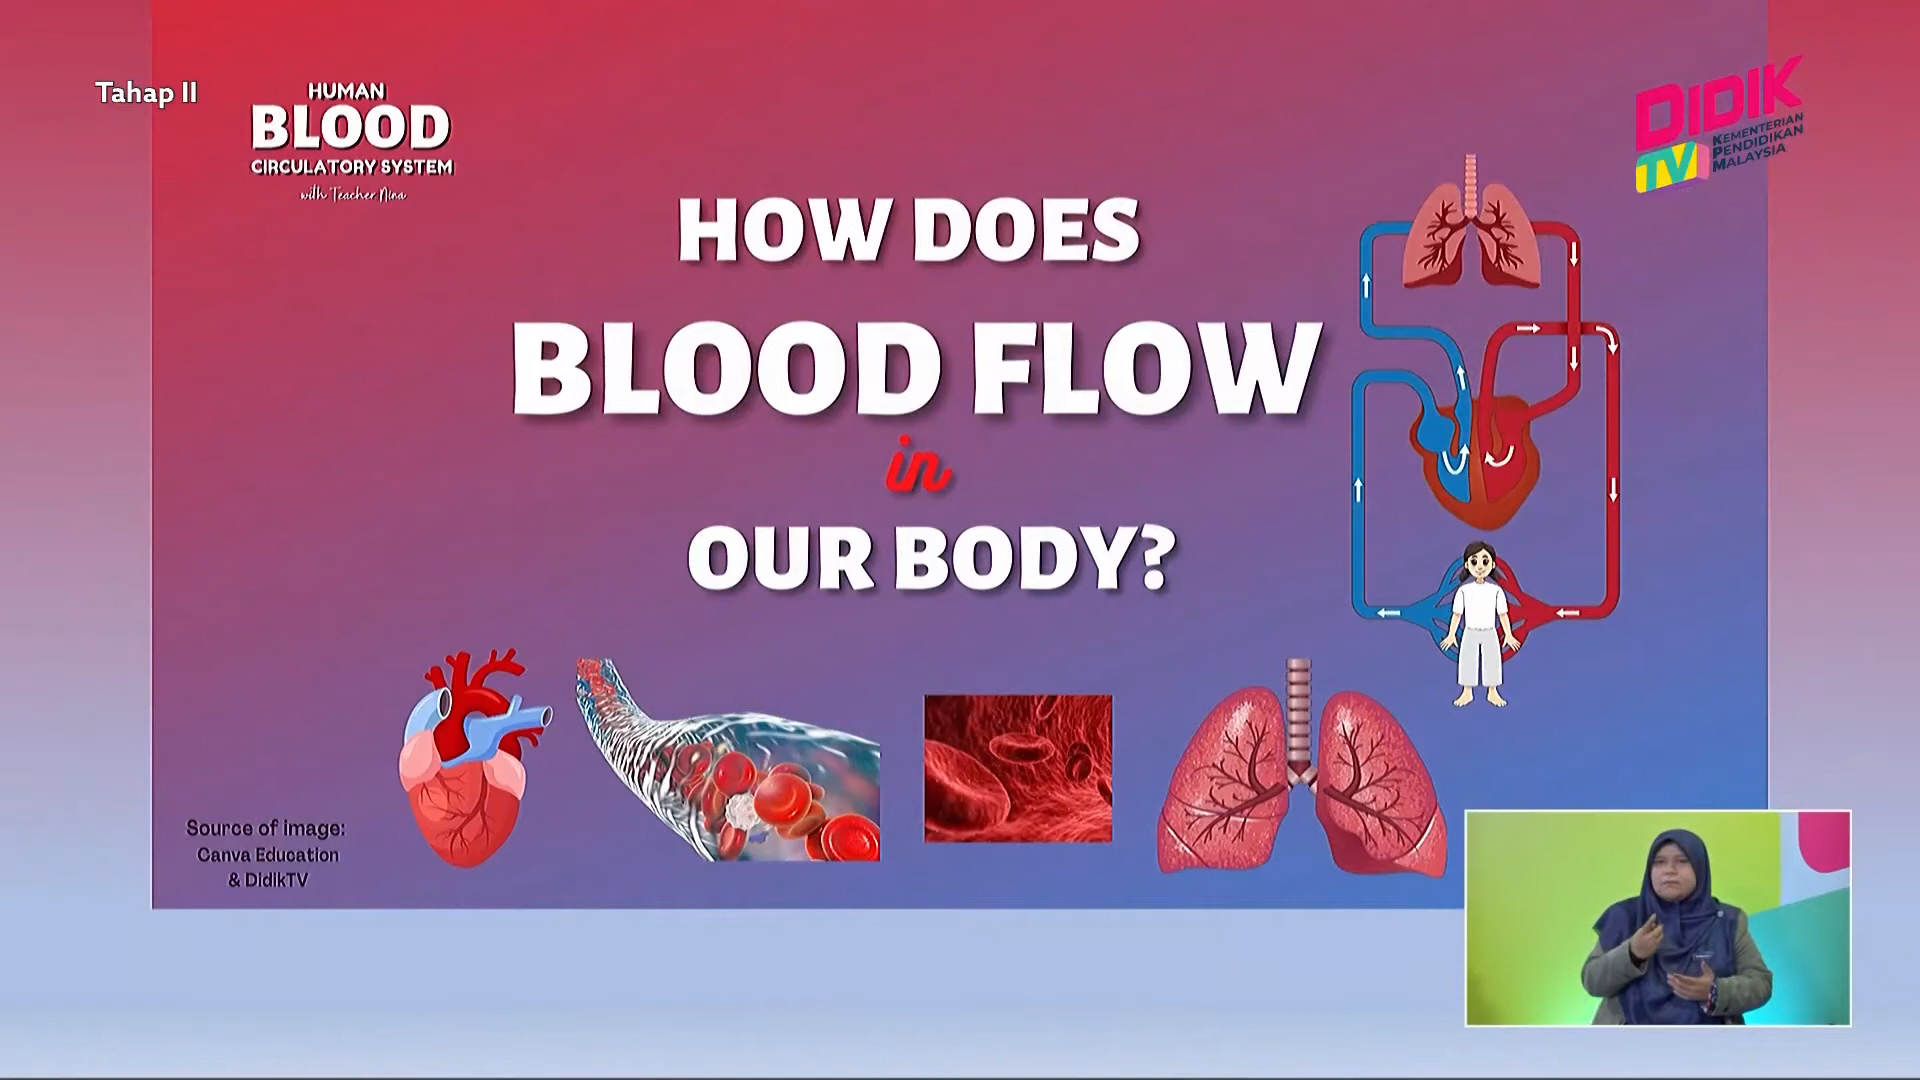 Tahap II
HUMAN
BLOOD
CIRCULATORY SYSTEM
with Teacher Nina
DIDIK
TV
KEMENTERIAN
PENDIDIKAN
MALAYSIA
HOW DOES
BLOOD FLOW
in
OUR BODY?
Source of image:
Canva Education
& DidikTV